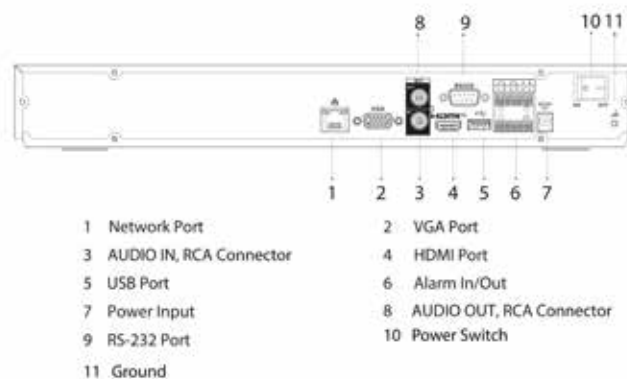 8 9 10 11
VGA
HDMI
1 2 3 4 5 6 7
1 Network Port 2 VGA Port
3 AUDIO IN, RCA Connector 4 HDMI Port
5 USB Port 6 Alarm In/Out
7 Power Input 8 AUDIO OUT, RCA Connector
9 RS-232 Port 10 Power Switch
11 Ground